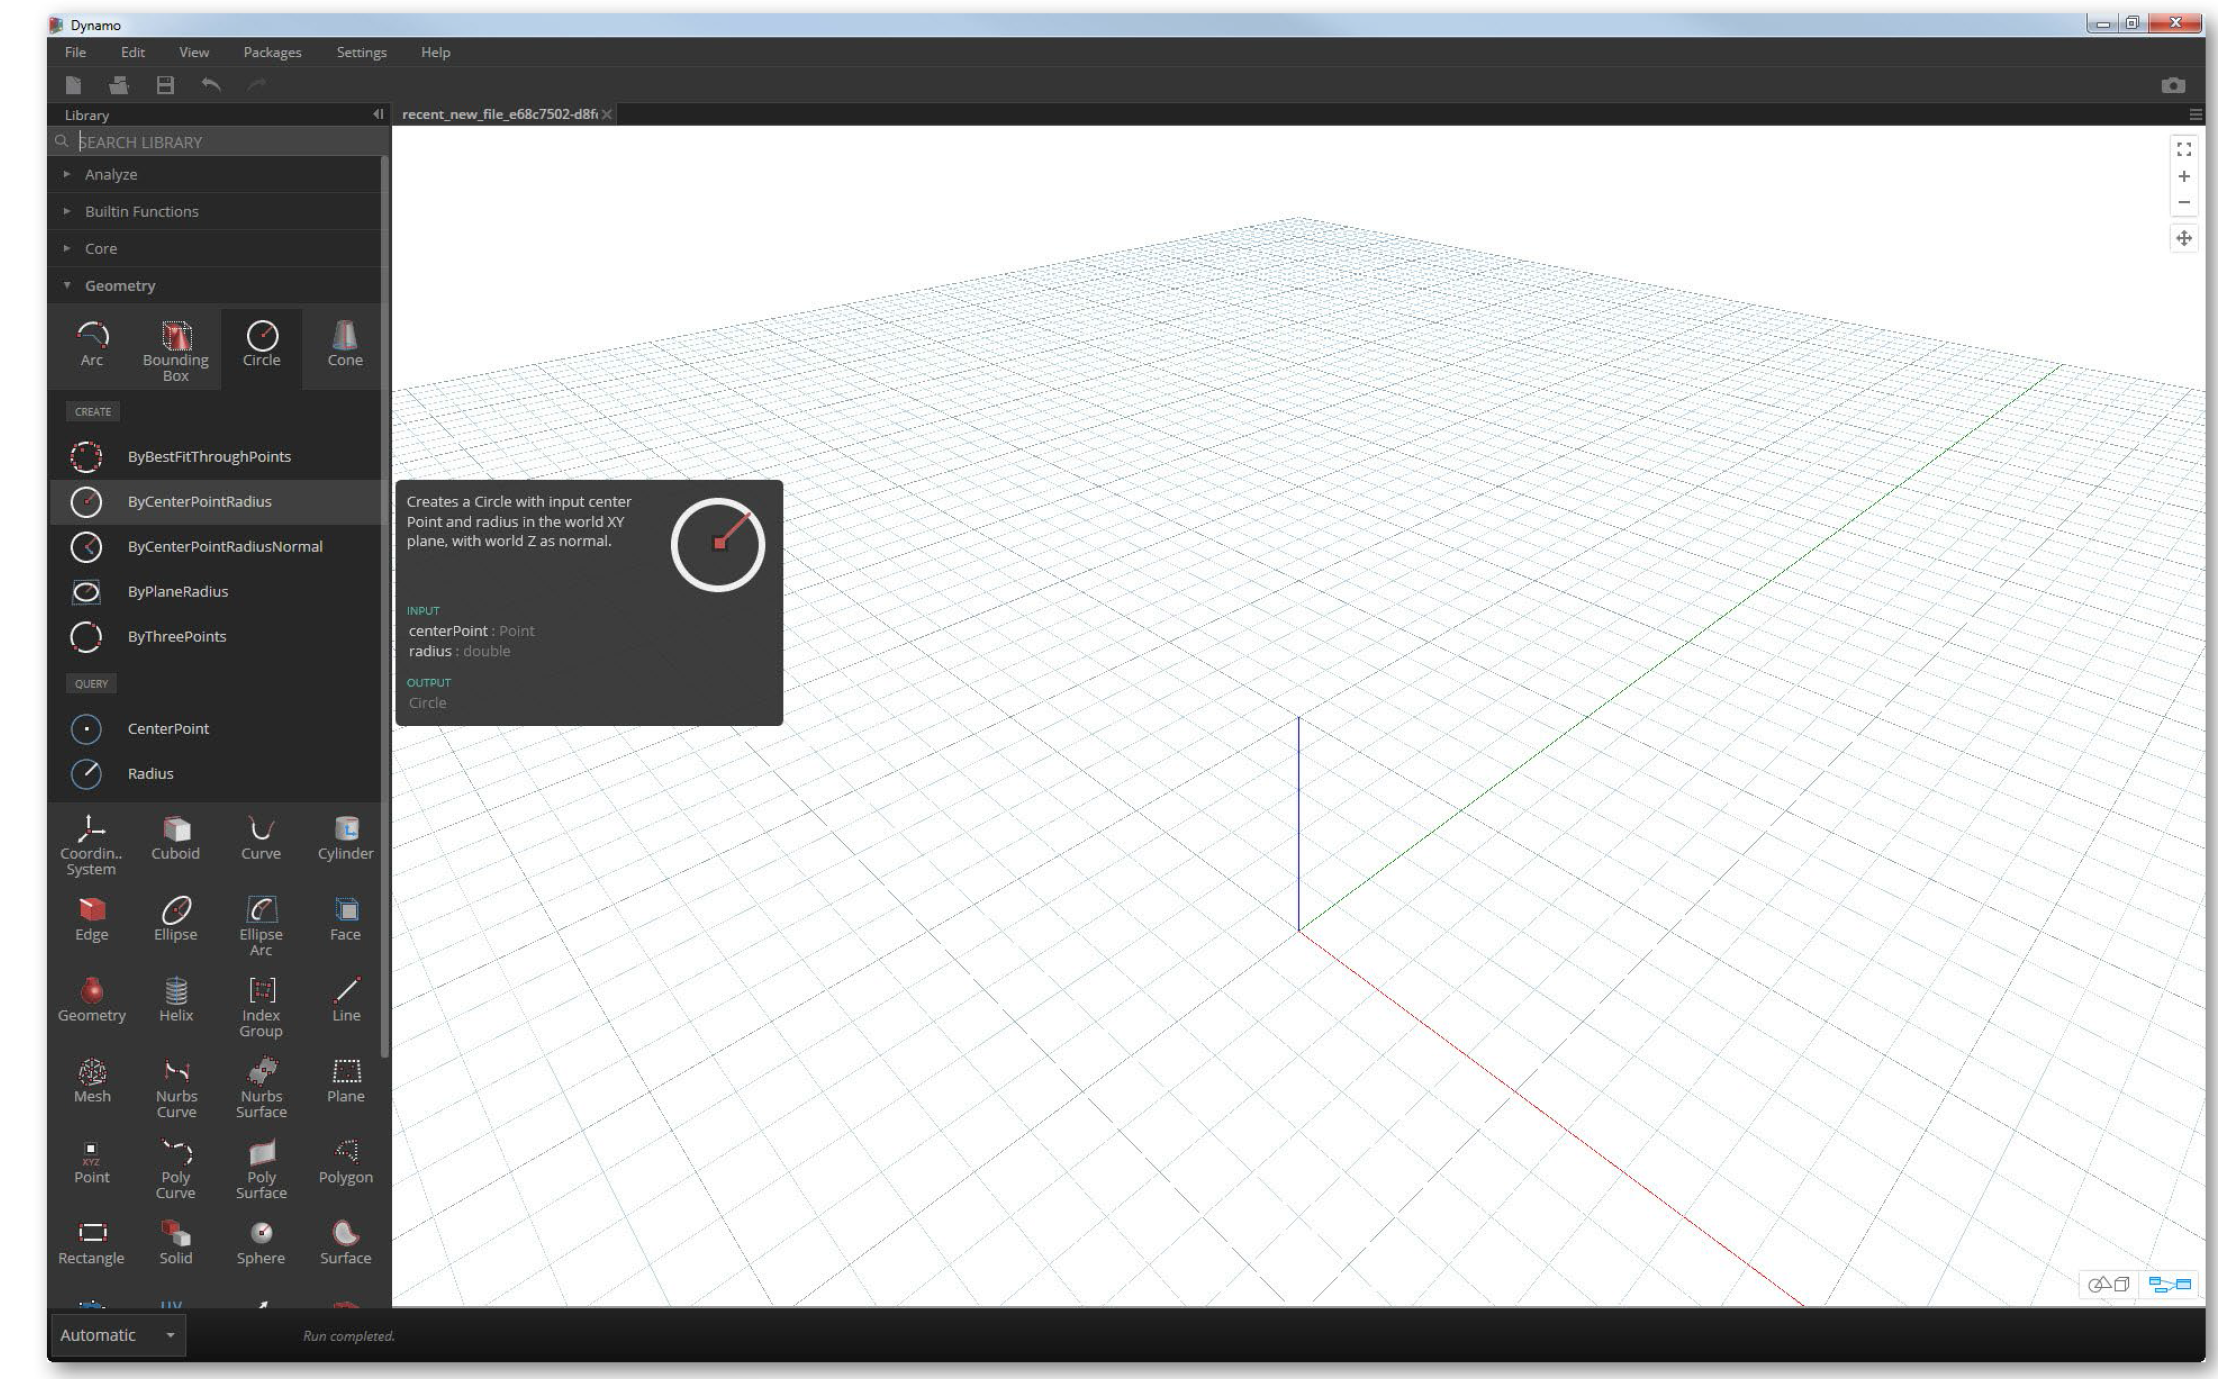 Dynamo
File Edit View Packages Settings Help
Library
recent_new_file_e68c7502-d8f
SEARCH LIBRARY
Analyze
Builtin Functions
Core
Geometry
Arc
Bounding
Box
Circle
Cone
CREATE
ByBestFitThroughPoints
ByCenterPointRadius
ByCenterPointRadiusNormal
ByPlaneRadius
ByThreePoints
QUERY
CenterPoint
Radius
Creates a Circle with input center
Point and radius in the world XY
plane, with world Z as normal.
INPUT
centerPoint : Point
radius : double
OUTPUT
Circle
Coordin..
System
Cuboid
Curve
Cylinder
Edge
Ellipse
Ellipse
Arc
Face
Geometry
Helix
Index
Group
Line
Mesh
Nurbs
Curve
Nurbs
Surface
Plane
XYZ
Point
Poly
Curve
Poly
Surface
Polygon
Rectangle
Solid
Sphere
Surface
UV
Automatic
Run completed.